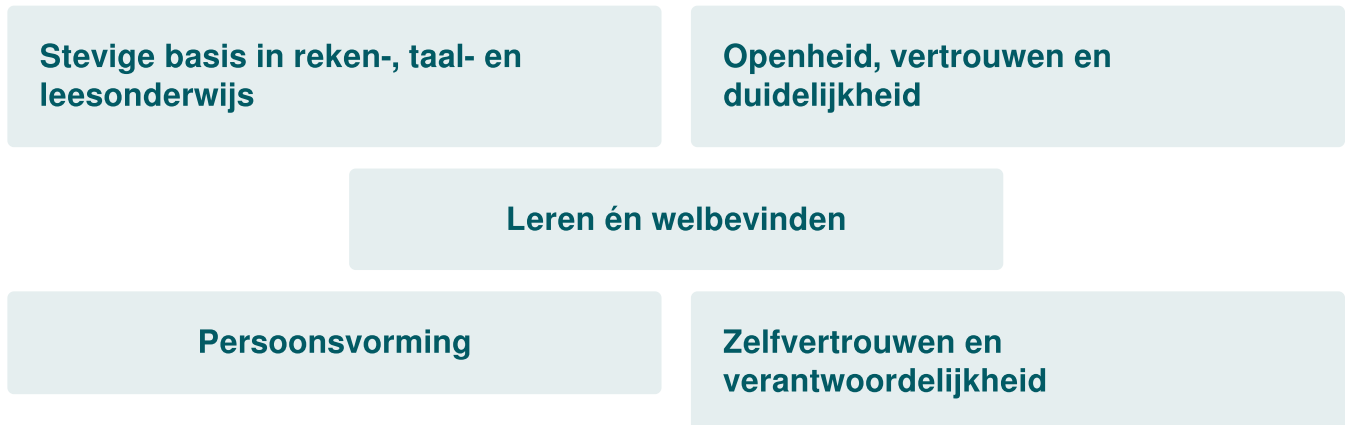 Stevige basis in reken-, taal- en
leesonderwijs
Openheid, vertrouwen en
duidelijkheid
Leren én welbevinden
Persoonsvorming
Zelfvertrouwen en
verantwoordelijkheid